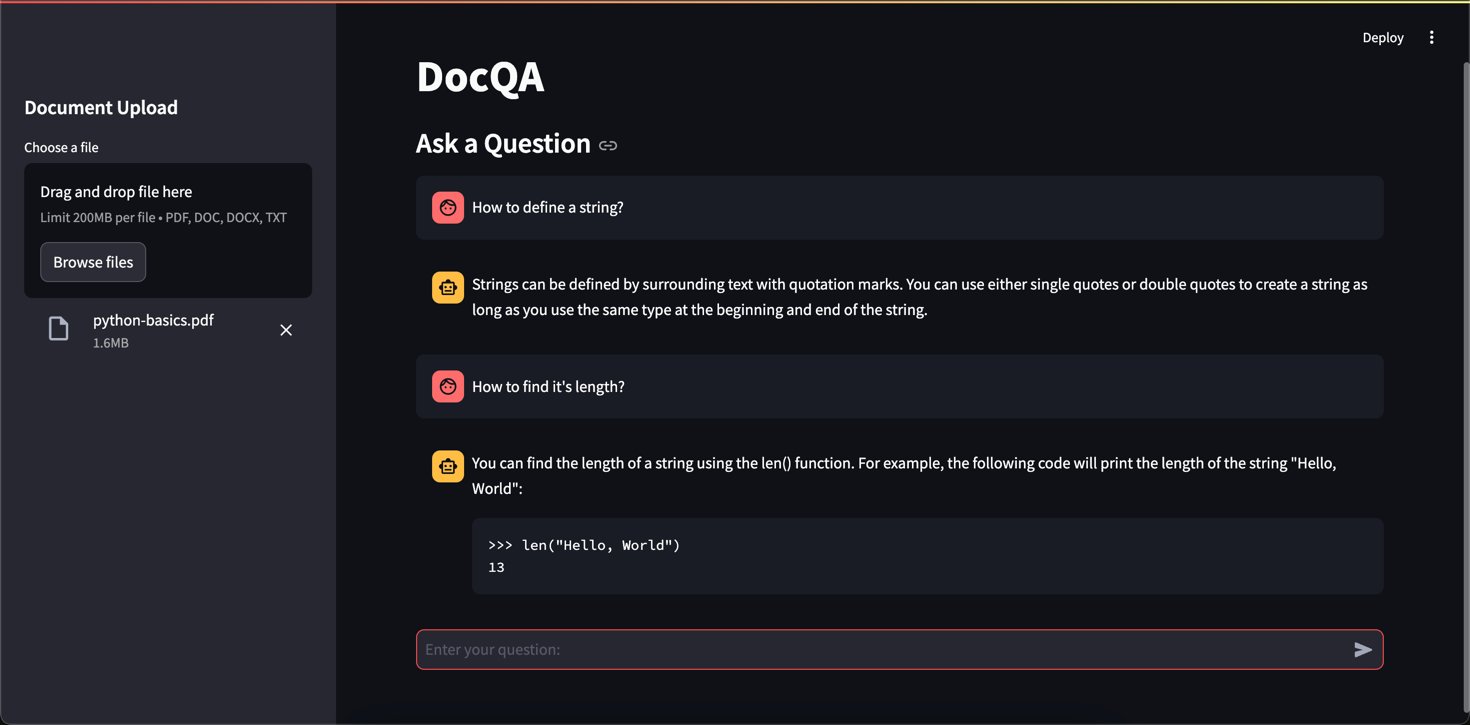 Deploy
Document Upload
Choose a file
Drag and drop file here
Limit 200MB per file • PDF, DOC, DOCX, TXT
Browse files
python-basics.pdf
1.6MB
DocQA
Ask a Question
How to define a string?
Strings can be defined by surrounding text with quotation marks. You can use either single quotes or double quotes to create a string as
long as you use the same type at the beginning and end of the string.
How to find it's length?
You can find the length of a string using the len() function. For example, the following code will print the length of the string "Hello,
World":
>>> len("Hello, World")
13
Enter your question: